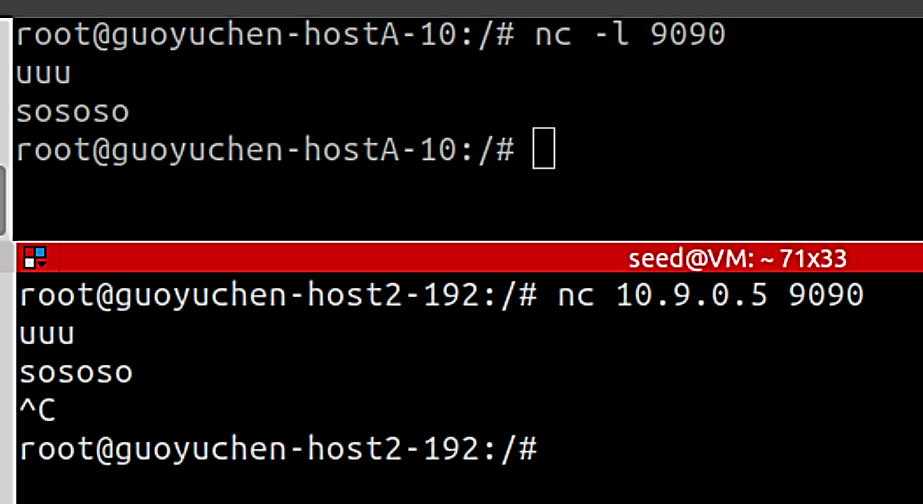 root@guoyuchen-hostA-10:/# nc -l 9090
uuu
sososo
root@guoyuchen-hostA-10:/#
seed@VM: ~ 71x33
root@guoyuchen-host2-192:/# nc 10.9.0.5 9090
uuu
sososo
^C
root@guoyuchen-host2-192:/#